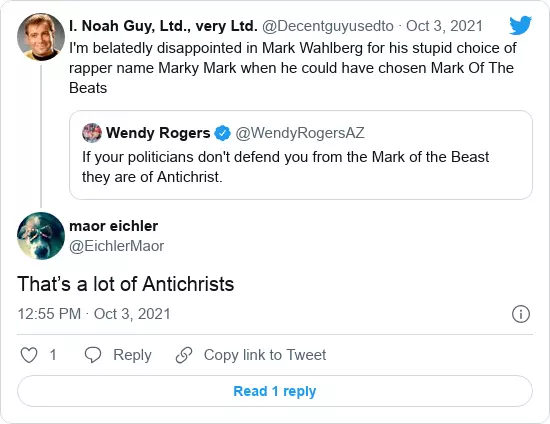 I. Noah Guy, Ltd., very Ltd. @Decentguyusedto · Oct 3, 2021
I'm belatedly disappointed in Mark Wahlberg for his stupid choice of
rapper name Marky Mark when he could have chosen Mark Of The
Beats
Wendy Rogers @WendyRogersAZ
If your politicians don't defend you from the Mark of the Beast
they are of Antichrist.
maor eichler
@EichlerMaor
That’s a lot of Antichrists
12:55 PM · Oct 3, 2021
1 Reply Copy link to Tweet
Read 1 reply